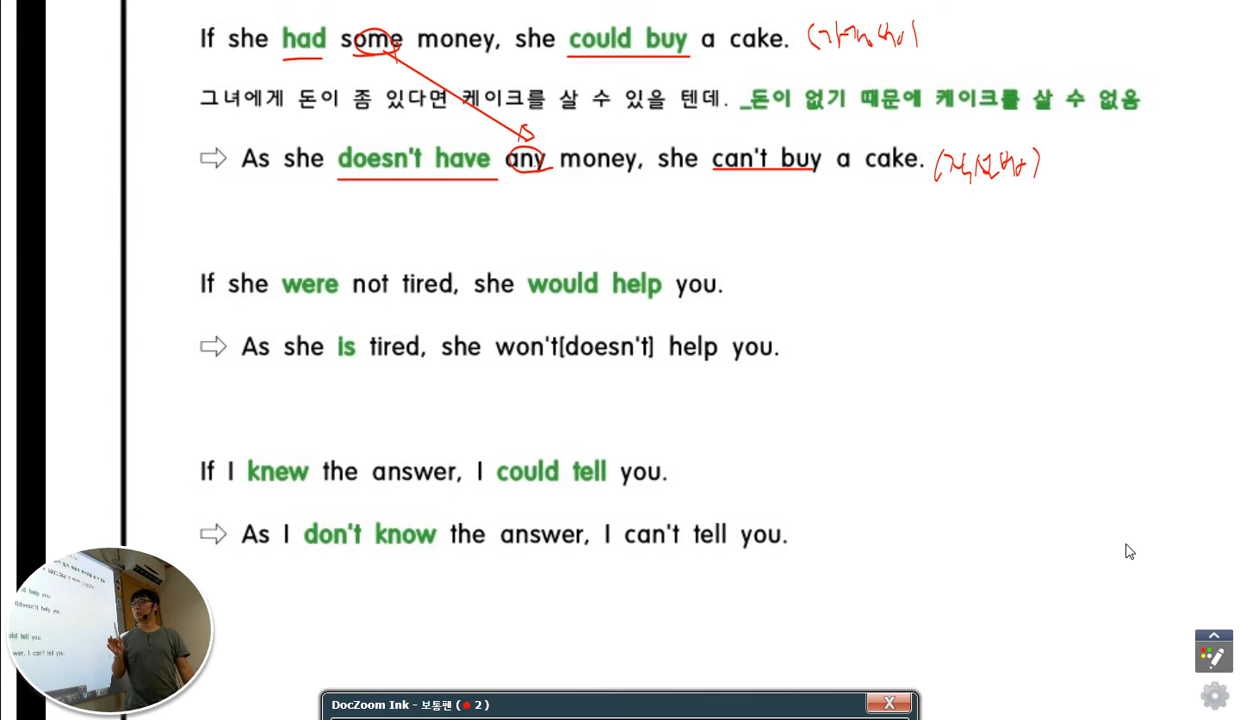 If she had some money, she could buy a cake. (가정법)
그녀에게 돈이 좀 있다면 케이크를 살 수 있을 텐데. _돈이 없기 때문에 케이크를 살 수 없음
⇨ As she doesn't have any money, she can't buy a cake. (직설법)
If she were not tired, she would help you.
⇨ As she is tired, she won't[doesn't] help you.
If I knew the answer, I could tell you.
⇨ As I don't know the answer, I can't tell you.
DocZoom Ink - 보통펜 ( 2 )